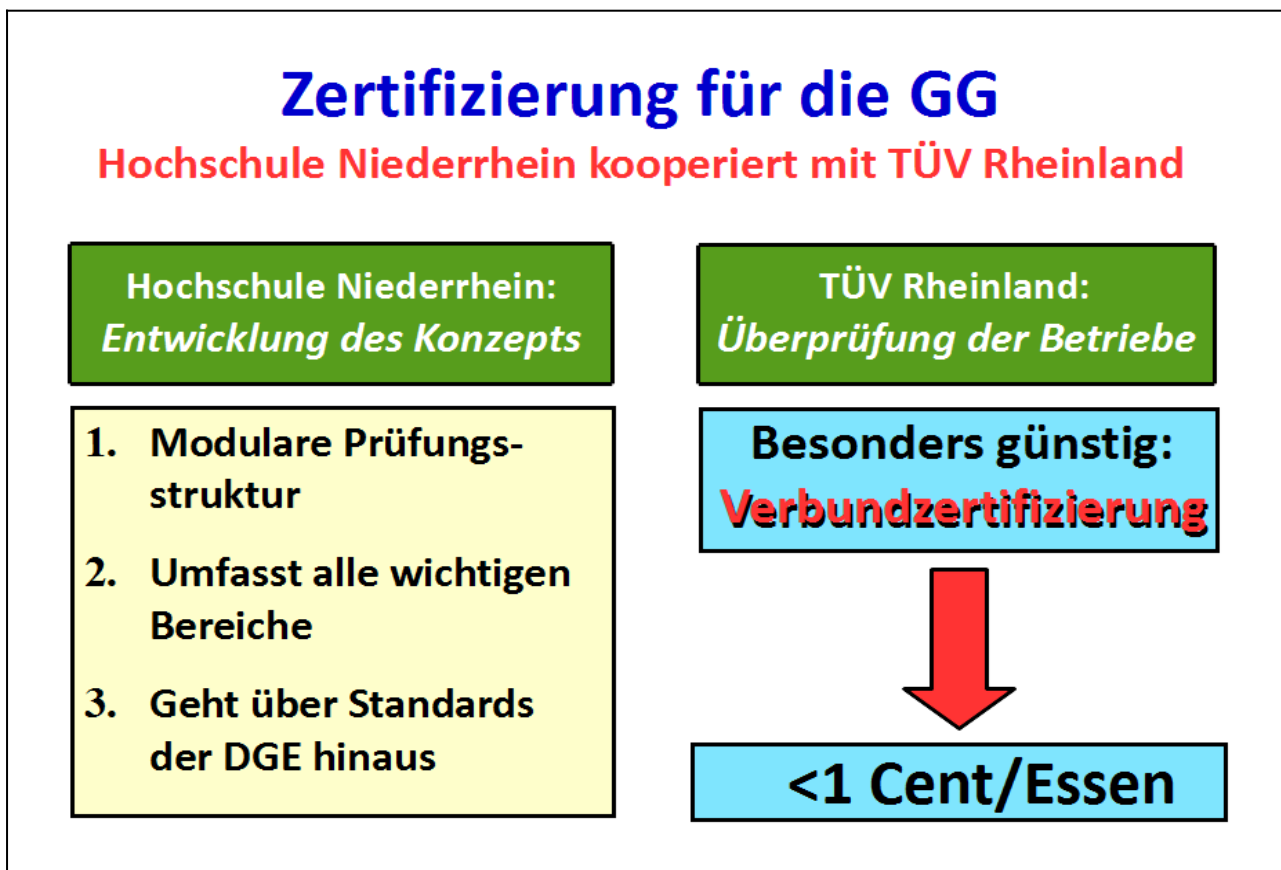 Zertifizierung für die GG
Hochschule Niederrhein kooperiert mit TÜV Rheinland
Hochschule Niederrhein:
Entwicklung des Konzepts
1. Modulare Prüfungs-
struktur
2. Umfasst alle wichtigen
Bereiche
3. Geht über Standards
der DGE hinaus
TÜV Rheinland:
Überprüfung der Betriebe
Besonders günstig:
Verbundzertifizierung
<1 Cent/Essen